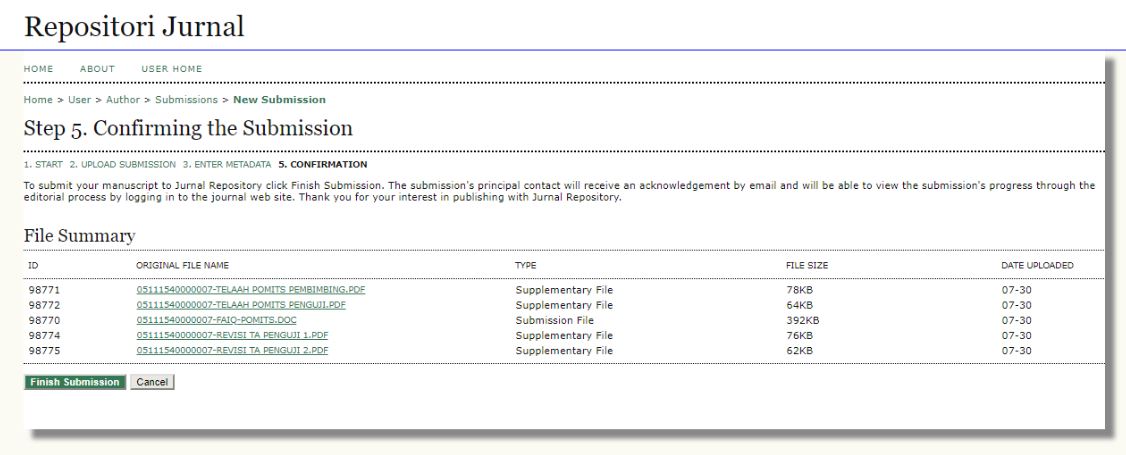 Repositori Jurnal
HOME ABOUT USER HOME
Home > User > Author > Submissions > New Submission
Step 5. Confirming the Submission
1. START 2. UPLOAD SUBMISSION 3. ENTER METADATA 5. CONFIRMATION
To submit your manuscript to Jurnal Repository click Finish Submission. The submission's principal contact will receive an acknowledgement by email and will be able to view the submission's progress through the
editorial process by logging in to the journal web site. Thank you for your interest in publishing with Jurnal Repository.
File Summary
ID ORIGINAL FILE NAME TYPE FILE SIZE DATE UPLOADED
98771 05111540000007-TELAAH POMITS PEMBIMBING.PDF Supplementary File 78KB 07-30
98772 05111540000007-TELAAH POMITS PENGUJI.PDF Supplementary File 64KB 07-30
98770 05111540000007-FAIQ-POMITS.DOC Submission File 392KB 07-30
98774 05111540000007-REVISI TA PENGUJI 1.PDF Supplementary File 76KB 07-30
98775 05111540000007-REVISI TA PENGUJI 2.PDF Supplementary File 62KB 07-30
Finish Submission Cancel